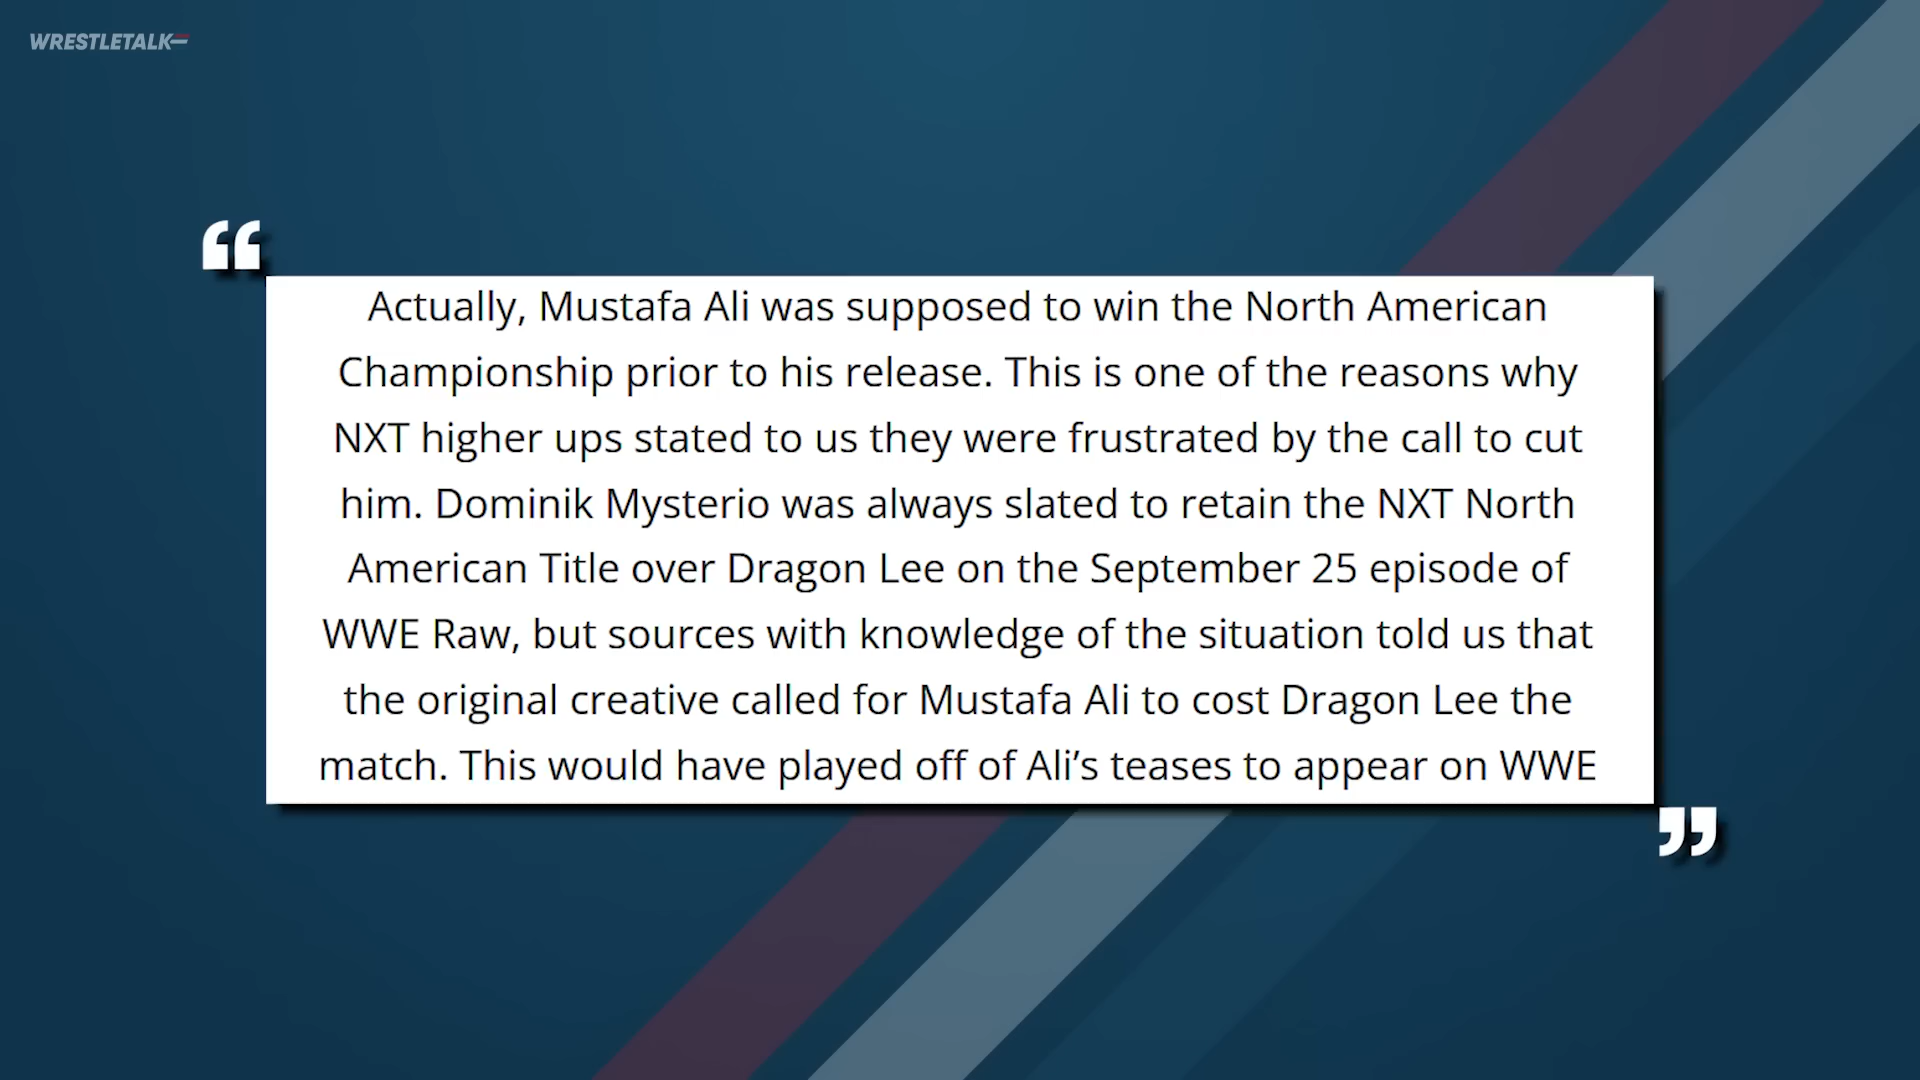 WRESTLETALK
“
Actually, Mustafa Ali was supposed to win the North American
Championship prior to his release. This is one of the reasons why
NXT higher ups stated to us they were frustrated by the call to cut
him. Dominik Mysterio was always slated to retain the NXT North
American Title over Dragon Lee on the September 25 episode of
WWE Raw, but sources with knowledge of the situation told us that
the original creative called for Mustafa Ali to cost Dragon Lee the
match. This would have played off of Ali’s teases to appear on WWE
”